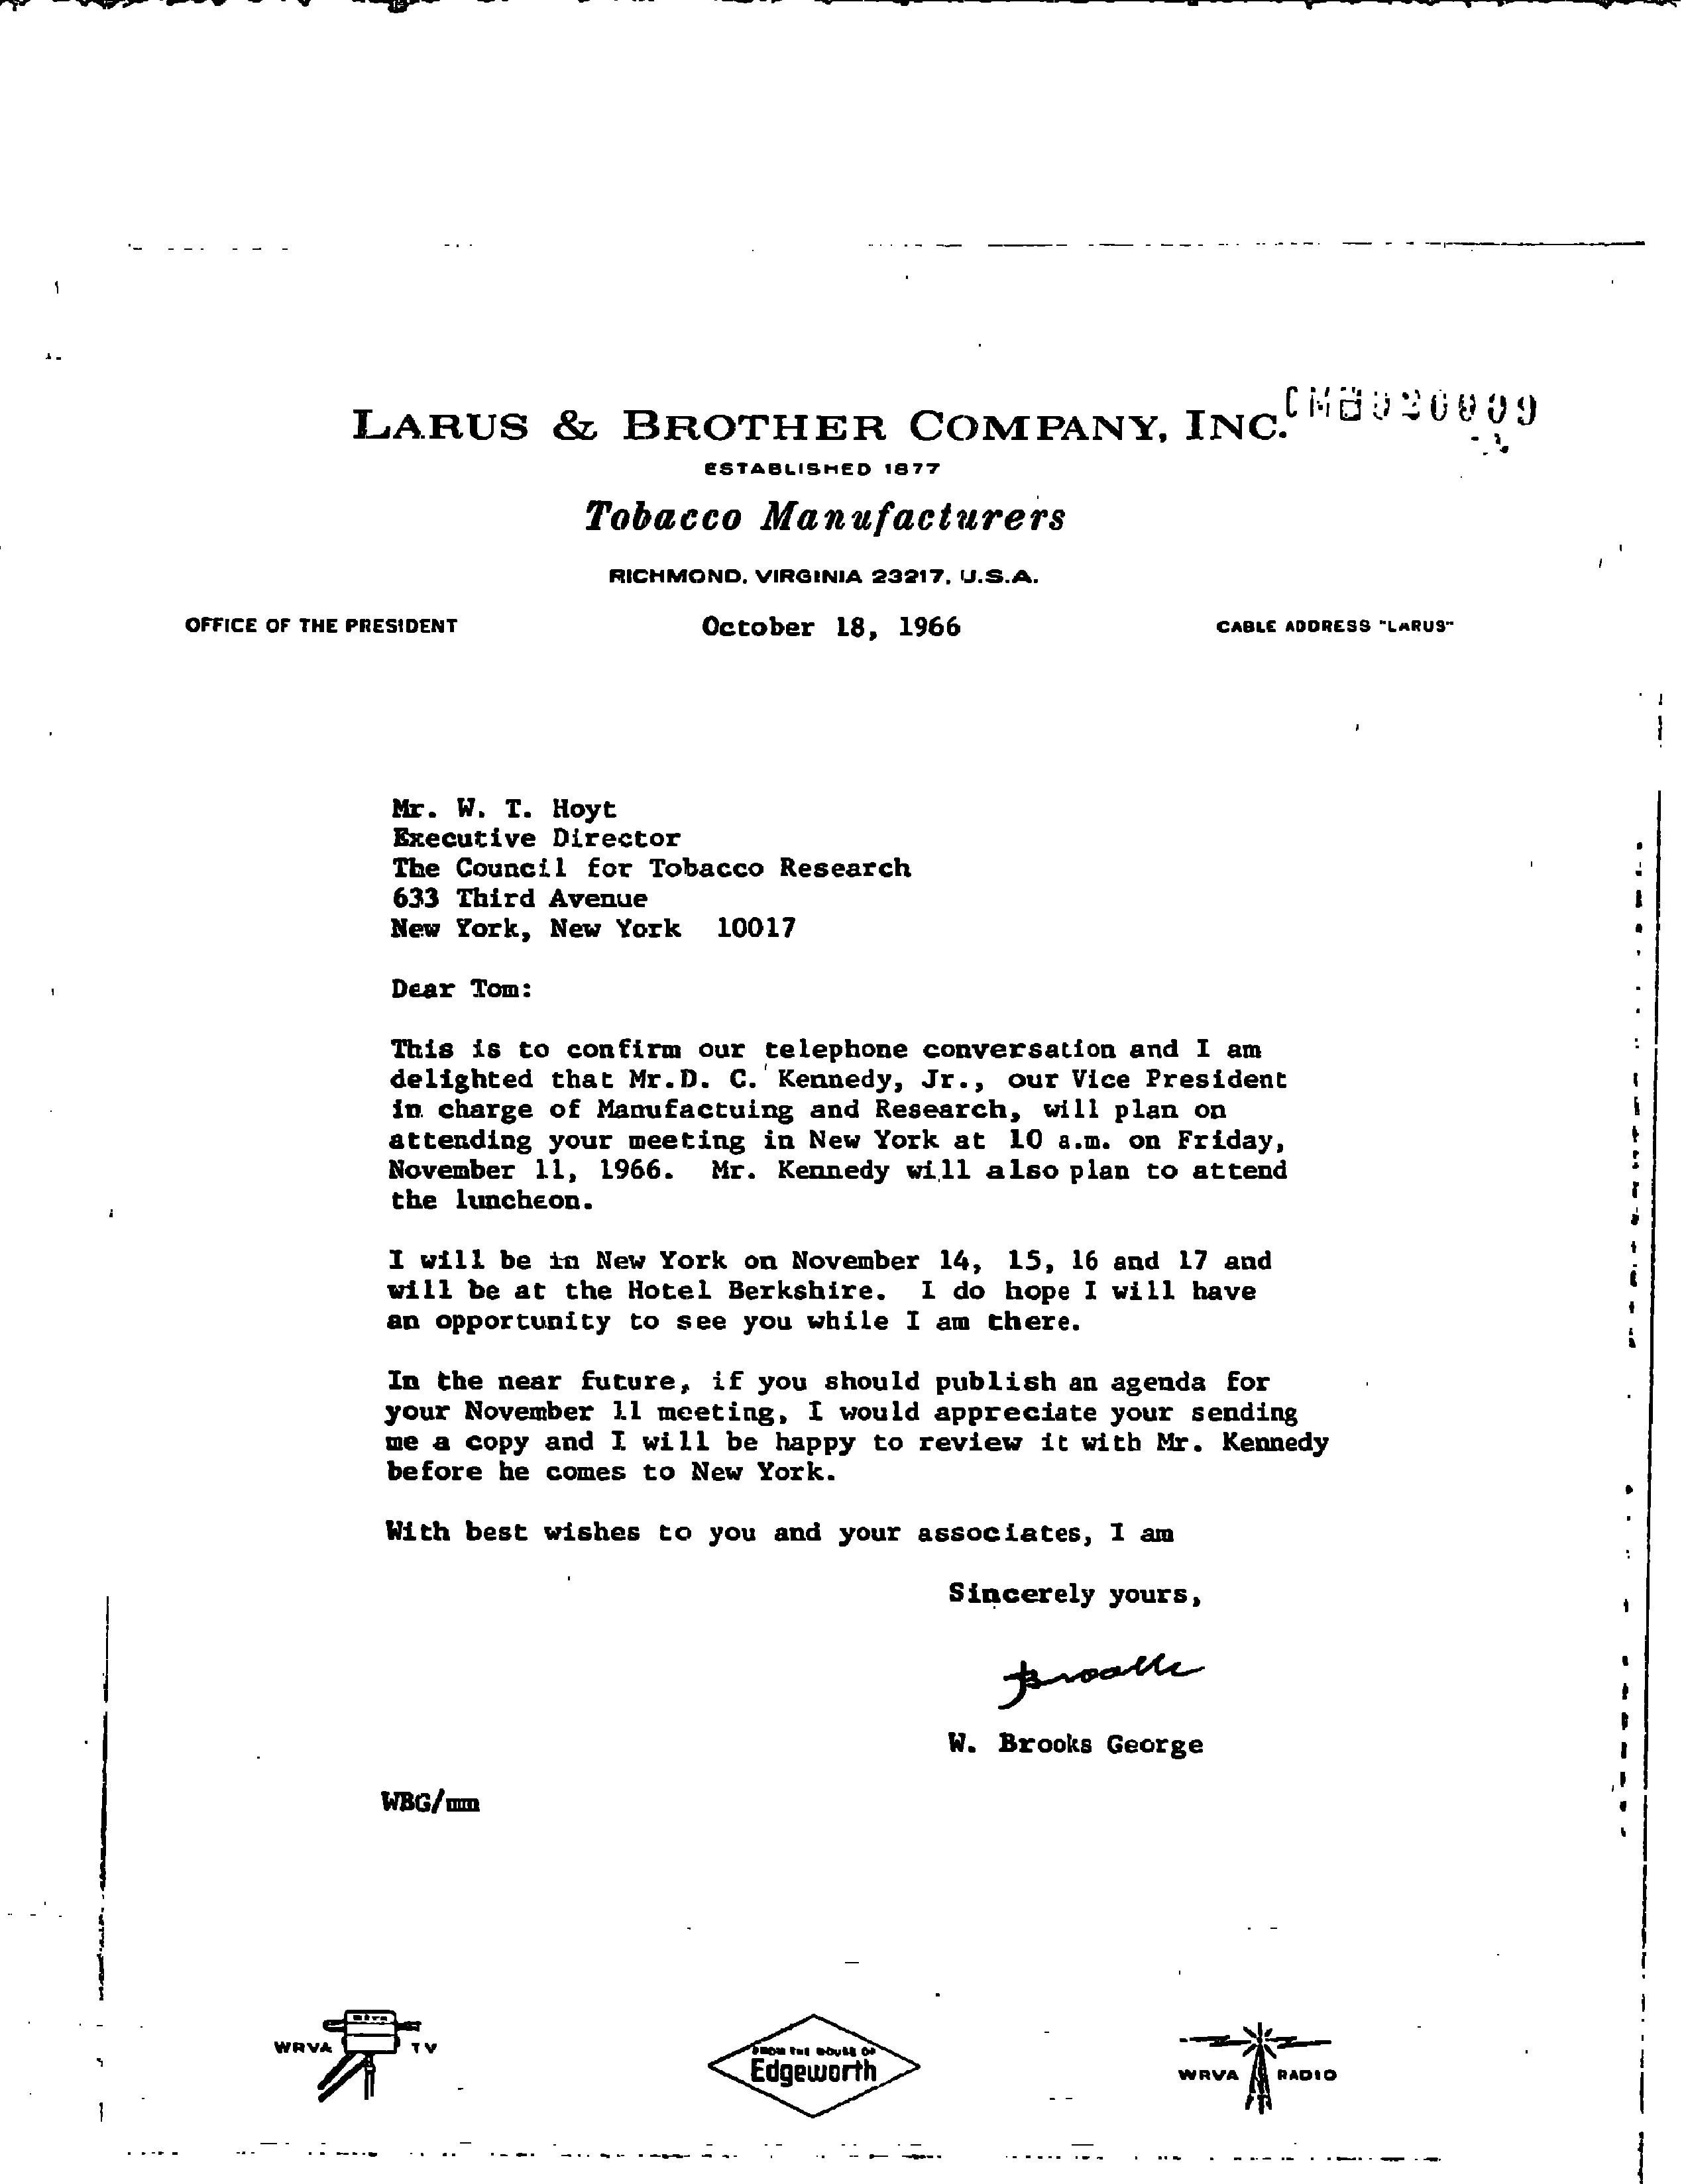 LARUS & BROTHER COMPANY, INC.
ESTABLISHED 1877
Tobacco Manufacturers
RICHMOND, VIRGINIA 23217, U.S.A.
OFFICE OF THE PRESIDENT October 18, 1966 CABLE ADDRESS "LARUS"
Mr. W. T. Hoyt
Executive Director
The Council for Tobacco Research
633 Third Avenue
New York, New York 10017
Dear Tom:
This is to confirm our telephone conversation and I am
delighted that Mr.D. C. Kennedy, Jr., our Vice President
in charge of Manufactuing and Research, will plan on
attending your meeting in New York at 10 a.m. on Friday,
November 11, 1966. Mr. Kennedy will also plan to attend
the luncheon.
I will be in New York on November 14, 15, 16 and 17 and
will be at the Hotel Berkshire. I do hope I will have
an opportunity to see you while I am there.
In the near future, if you should publish an agenda for
your November 11 meeting, I would appreciate your sending
me a copy and I will be happy to review it with Mr. Kennedy
before he comes to New York.
With best wishes to you and your associates, I am
Sincerely yours,
Brooks
W. Brooks George
WBG/mm
WRVA TV
FROM THE HOUSE OF
Edgeworth
WRVA RADIO